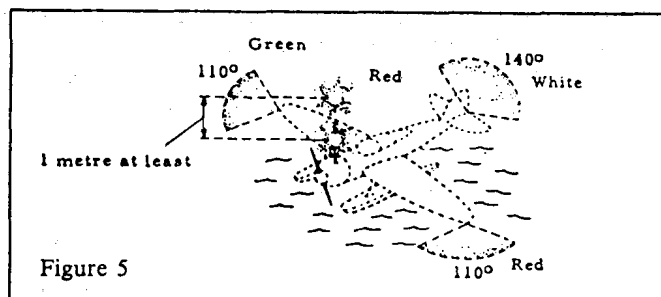 Green
110°
Red
140°
White
1 metre at least
Figure 5
110°
Red